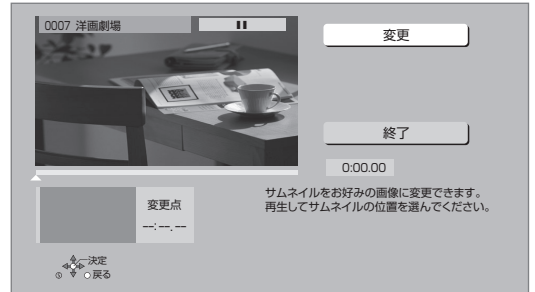 0007 洋画劇場
変更
終了
0:00.00
変更点
--:--.--
サムネイルをお好みの画像に変更できます。
再生してサムネイルの位置を選んでください。
決定
戻る